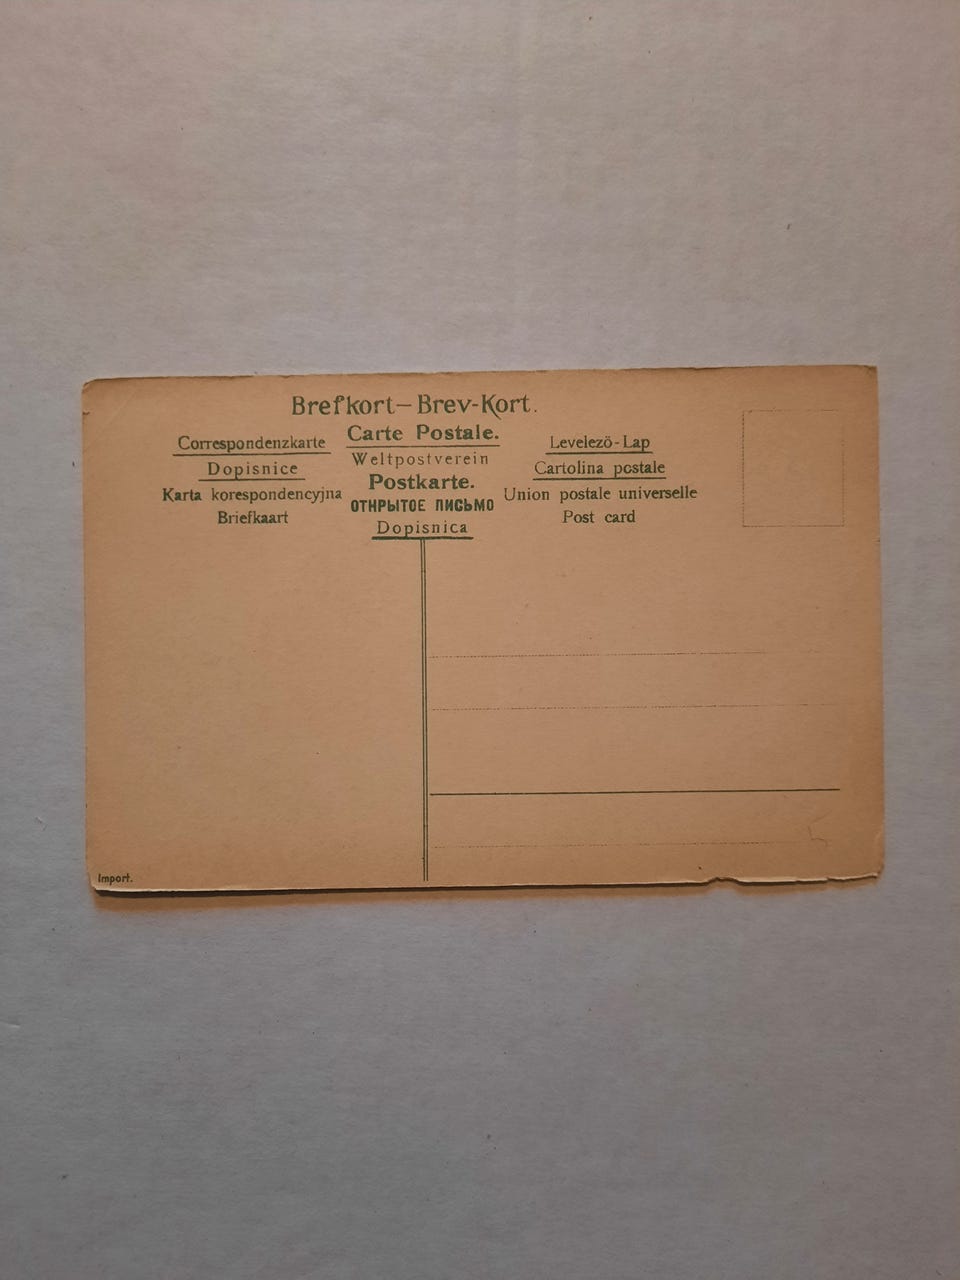 Brefkort—Brev-Kort.
Carte Postale.
Weltpostverein
Postkarte.
ОТНРЫТОЕ ПИСЬМО
Dopisnica
Correspondenzkarte
Dopisnice
Karta korespondencyjna
Briefkaart
Levelezö-Lap
Cartolina postale
Union postale universelle
Post card
Import.